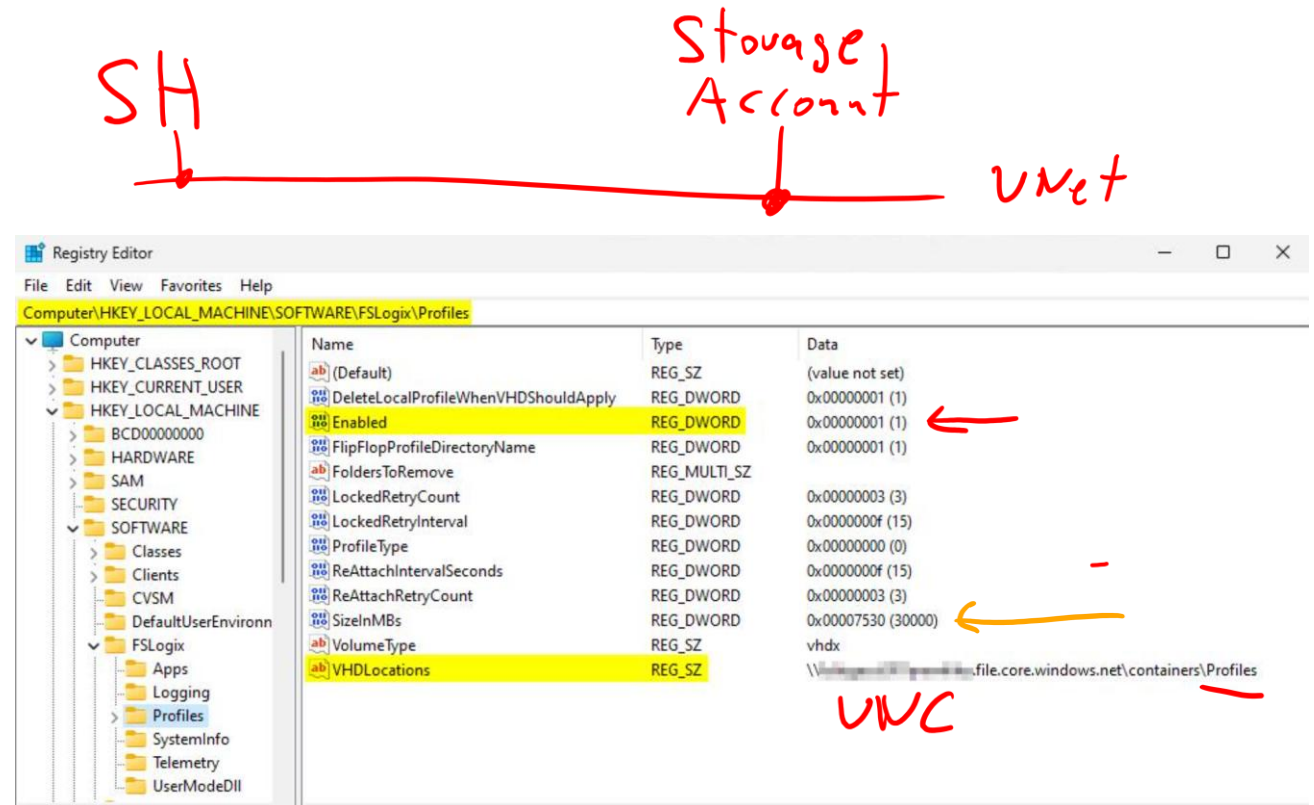 SH
Storage
Account
VNet
Registry Editor
File Edit View Favorites Help
Computer\HKEY_LOCAL_MACHINE\SOFTWARE\FSLogix\Profiles
Computer
HKEY_CLASSES_ROOT
HKEY_CURRENT_USER
HKEY_LOCAL_MACHINE
BCD00000000
HARDWARE
SAM
SECURITY
SOFTWARE
Classes
Clients
CVSM
DefaultUserEnvironn
FSLogix
Apps
Logging
Profiles
SystemInfo
Telemetry
UserModeDll
Name Type Data
(Default) REG_SZ (value not set)
DeleteLocalProfileWhenVHDShouldApply REG_DWORD 0x00000001 (1)
Enabled REG_DWORD 0x00000001 (1)
FlipFlopProfileDirectoryName REG_DWORD 0x00000001 (1)
FoldersToRemove REG_MULTI_SZ
LockedRetryCount REG_DWORD 0x00000003 (3)
LockedRetryInterval REG_DWORD 0x0000000f (15)
ProfileType REG_DWORD 0x00000000 (0)
ReAttachIntervalSeconds REG_DWORD 0x0000000f (15)
ReAttachRetryCount REG_DWORD 0x00000003 (3)
SizeInMBs REG_DWORD 0x00007530 (30000)
VolumeType REG_SZ vhdx
VHDLocations REG_SZ \\ .file.core.windows.net\containers\Profiles
UNC